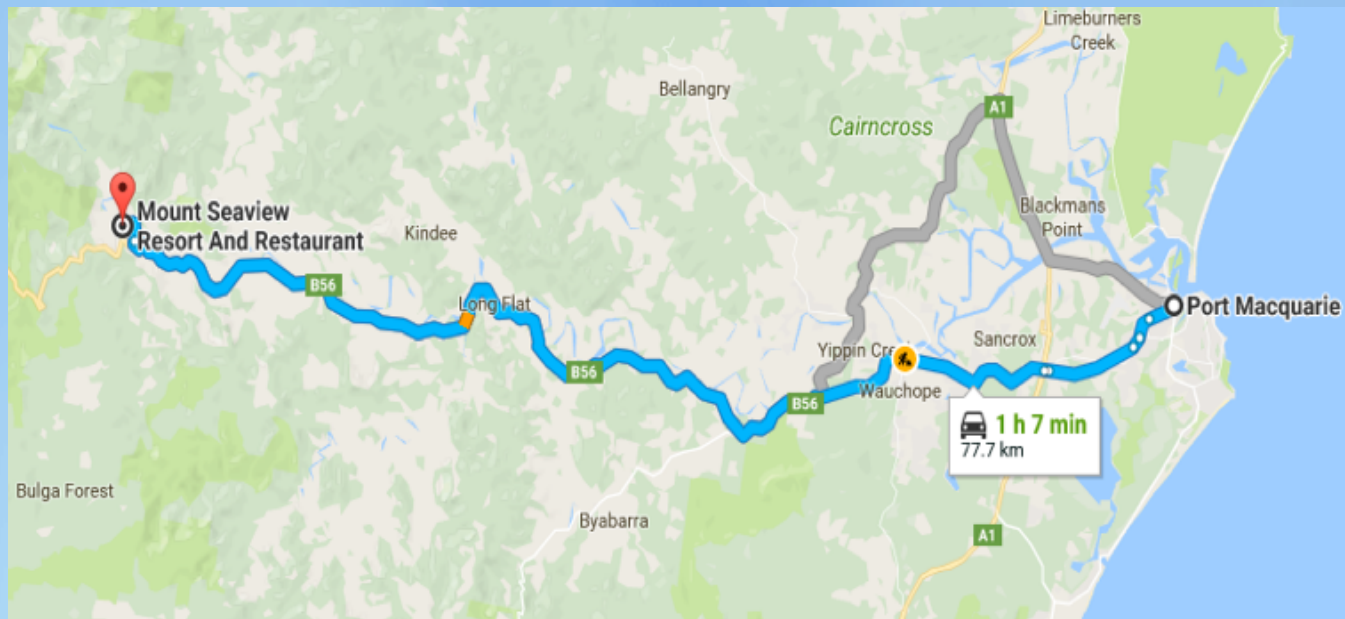 Limeburners
Creek
Bellangry
A1
Cairncross
Mount Seaview
Resort And Restaurant
Blackmans
Point
Kindee
B56
Long Flat
Port Macquarie
Sancrox
Yippin Cre
B56
Wauchope
B56
1 h 7 min
77.7 km
Bulga Forest
Byabarra
A1